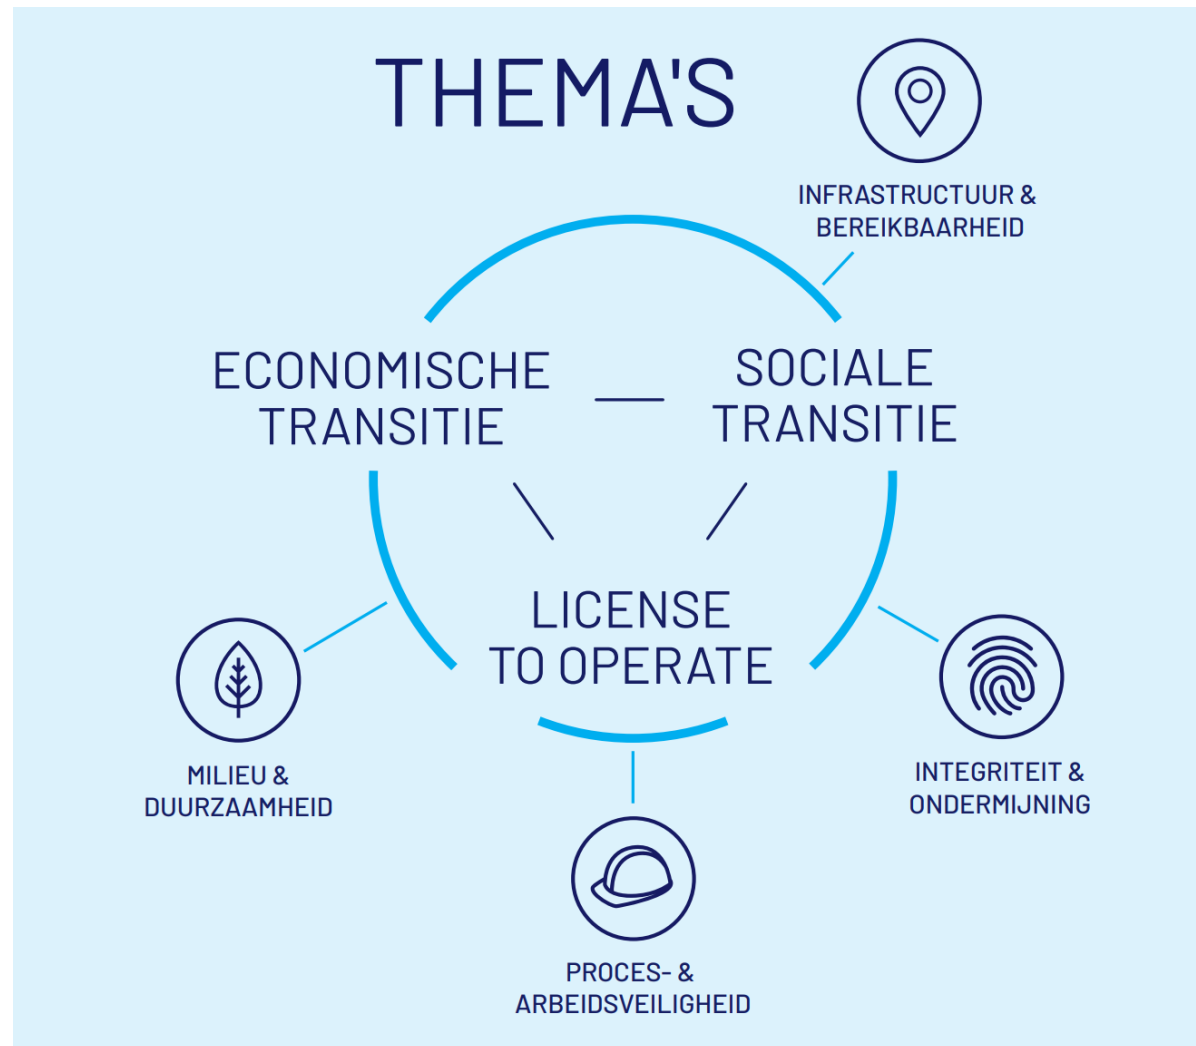 THEMA'S
INFRASTRUCTUUR &
BEREIKBAARHEID
ECONOMISCHE
TRANSITIE
SOCIALE
TRANSITIE
LICENSE
TO OPERATE
MILIEU &
DUURZAAMHEID
INTEGRITEIT &
ONDERMIJNING
PROCES- &
ARBEIDSVEILIGHEID